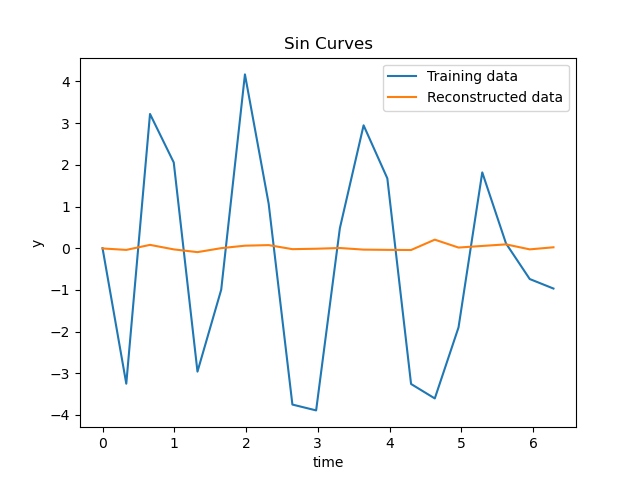 Sin Curves
Training data
Reconstructed data
4
3
2
1
0
−1
−2
−3
−4
y
0 1 2 3 4 5 6
time